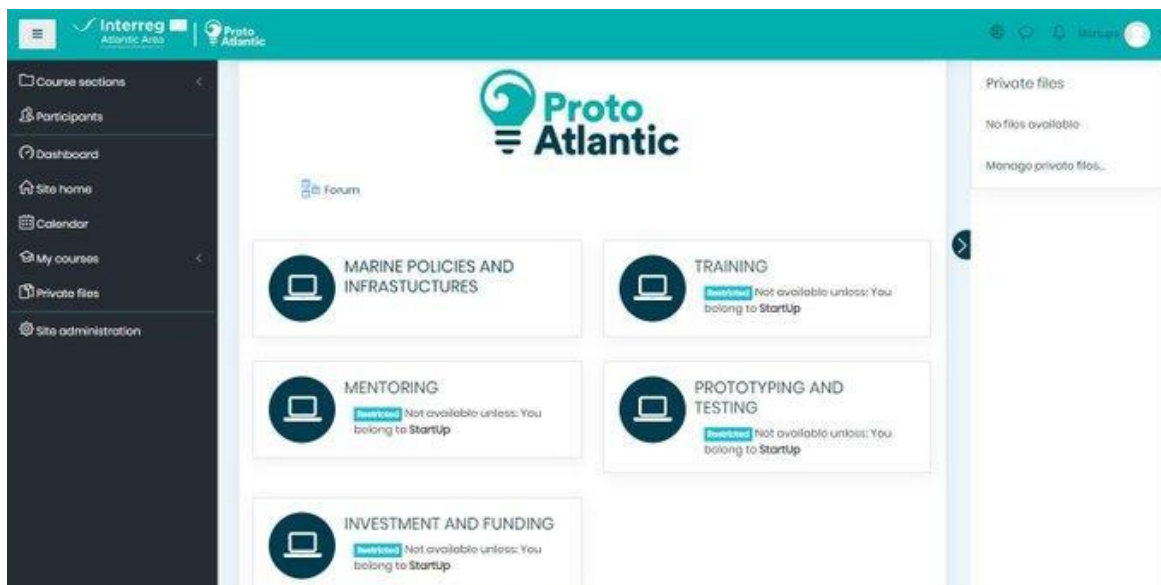 Interreg
Atlantic Area
Proto
Atlantic
Startups
Course sections
Participants
Dashboard
Site home
Calendar
My courses
Private files
Site administration
Proto
Atlantic
Forum
MARINE POLICIES AND
INFRASTUCTURES
TRAINING
Restricted Not available unless: You
belong to StartUp
MENTORING
Restricted Not available unless: You
belong to StartUp
PROTOTYPING AND
TESTING
Restricted Not available unless: You
belong to StartUp
INVESTMENT AND FUNDING
Restricted Not available unless: You
belong to StartUp
Private files
No files available
Manage private files...